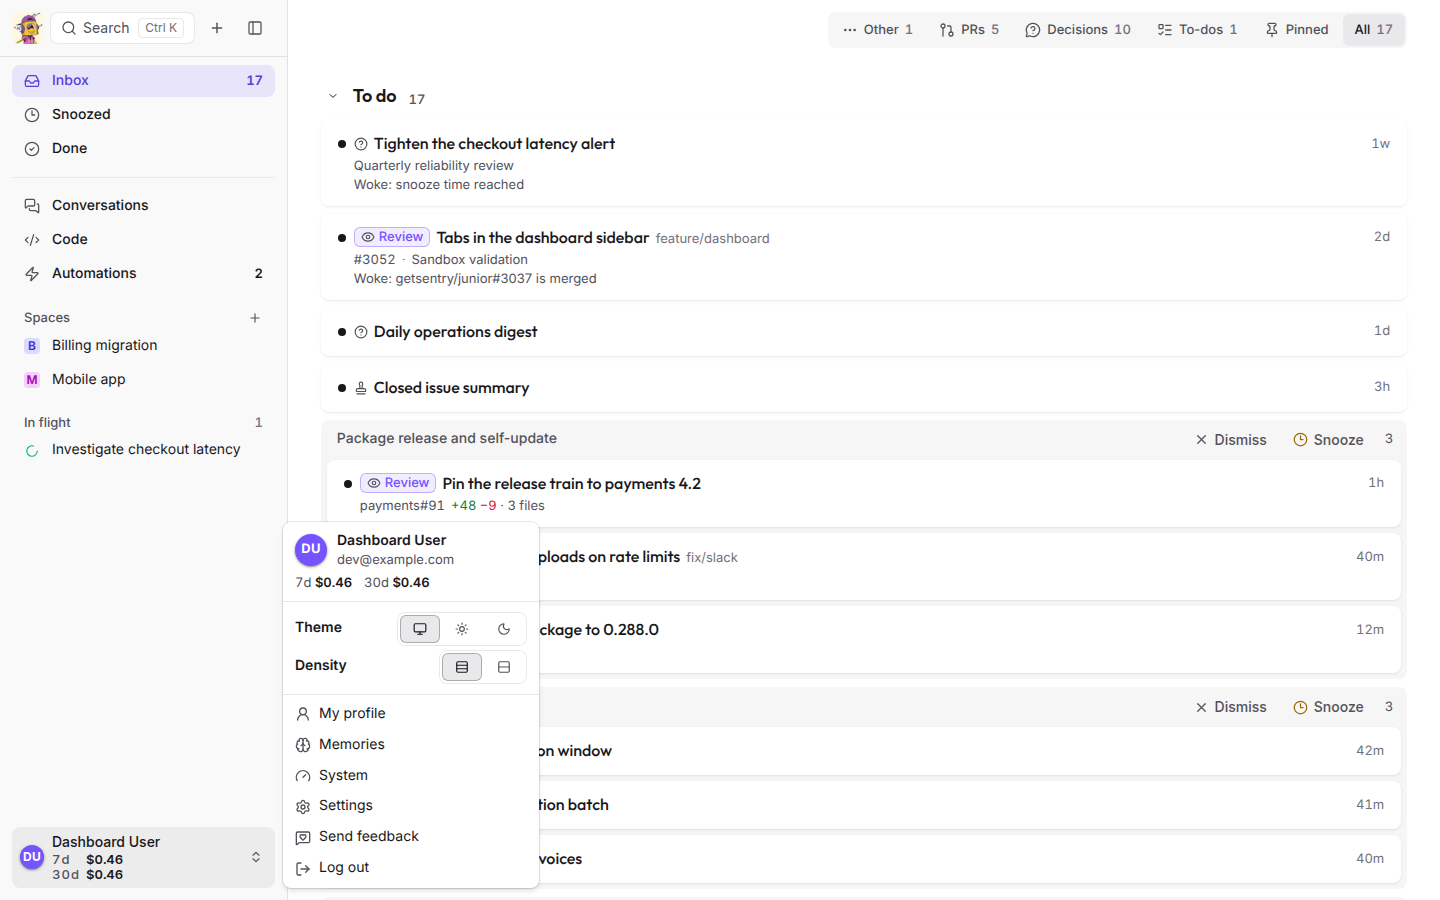 Search Ctrl K
Inbox 17
Snoozed
Done
Conversations
Code
Automations 2
Spaces
B Billing migration
M Mobile app
In flight 1
Investigate checkout latency
DU Dashboard User
7d $0.46
30d $0.46
Other 1 PRs 5 Decisions 10 To-dos 1 Pinned All 17
To do 17
Tighten the checkout latency alert 1w
Quarterly reliability review
Woke: snooze time reached
Review Tabs in the dashboard sidebar feature/dashboard 2d
#3052 · Sandbox validation
Woke: getsentry/junior#3037 is merged
Daily operations digest 1d
Closed issue summary 3h
Package release and self-update Dismiss Snooze 3
Review Pin the release train to payments 4.2 1h
payments#91 +48 −9 · 3 files
ploads on rate limits fix/slack 40m
ckage to 0.288.0 12m
Dismiss Snooze 3
on window 42m
tion batch 41m
voices 40m
DU Dashboard User
dev@example.com
7d $0.46 30d $0.46
Theme
Density
My profile
Memories
System
Settings
Send feedback
Log out